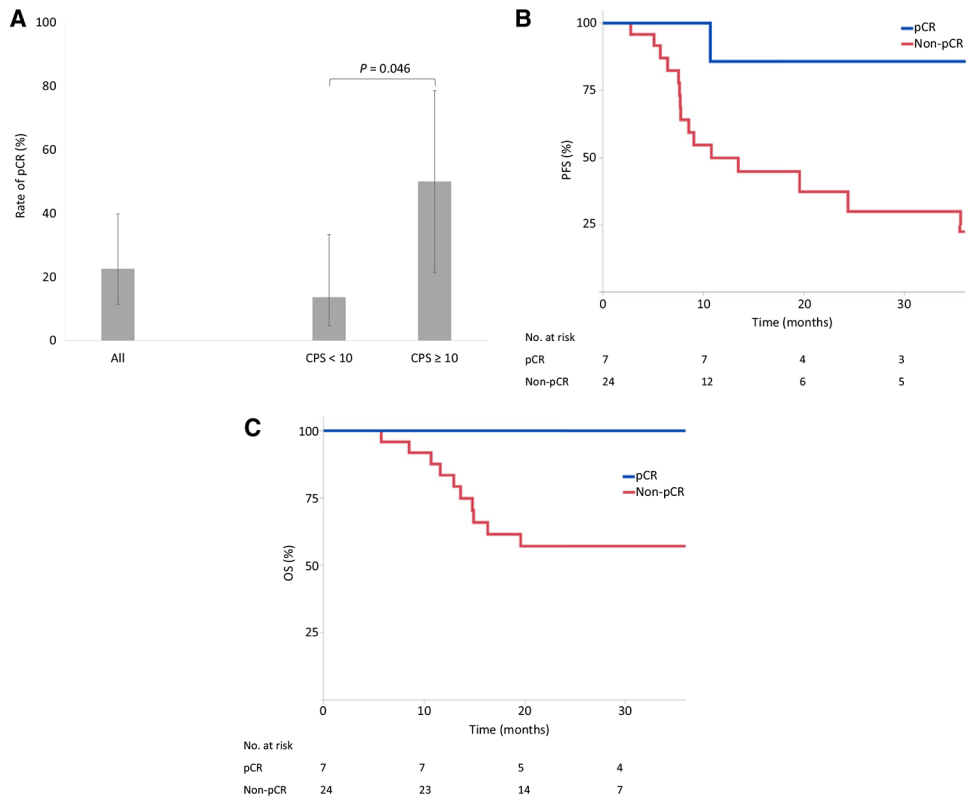 A
100
80
60
40
20
0
Rate of pCR (%)
P = 0.046
All
CPS < 10
CPS ≥ 10
B
100
75
50
25
PFS (%)
pCR
Non-pCR
0
10
20
30
Time (months)
No. at risk
pCR 7 7 4 3
Non-pCR 24 12 6 5
C
100
75
50
25
OS (%)
pCR
Non-pCR
0
10
20
30
Time (months)
No. at risk
pCR 7 7 5 4
Non-pCR 24 23 14 7